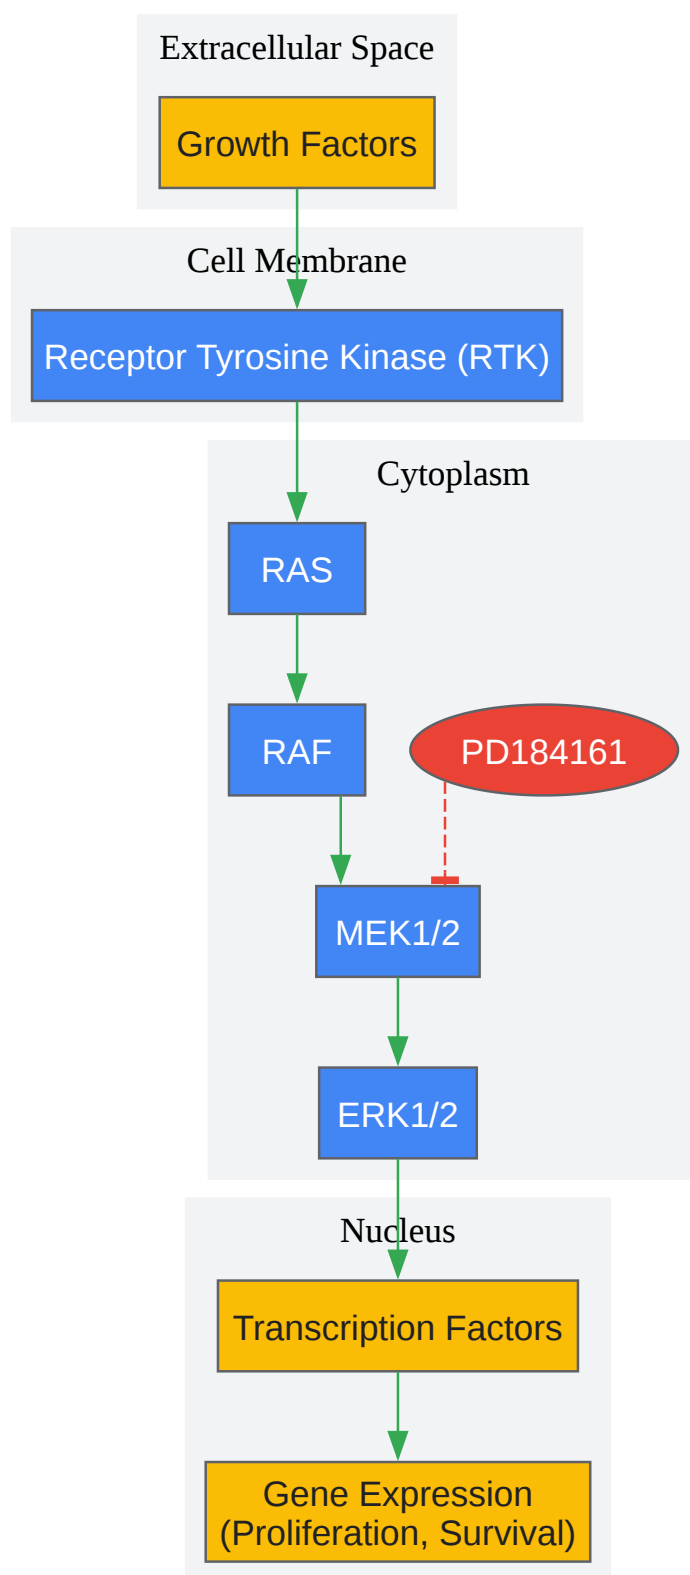 Extracellular Space
Growth Factors
Cell Membrane
Receptor Tyrosine Kinase (RTK)
Cytoplasm
RAS
RAF
PD184161
MEK1/2
ERK1/2
Nucleus
Transcription Factors
Gene Expression
(Proliferation, Survival)